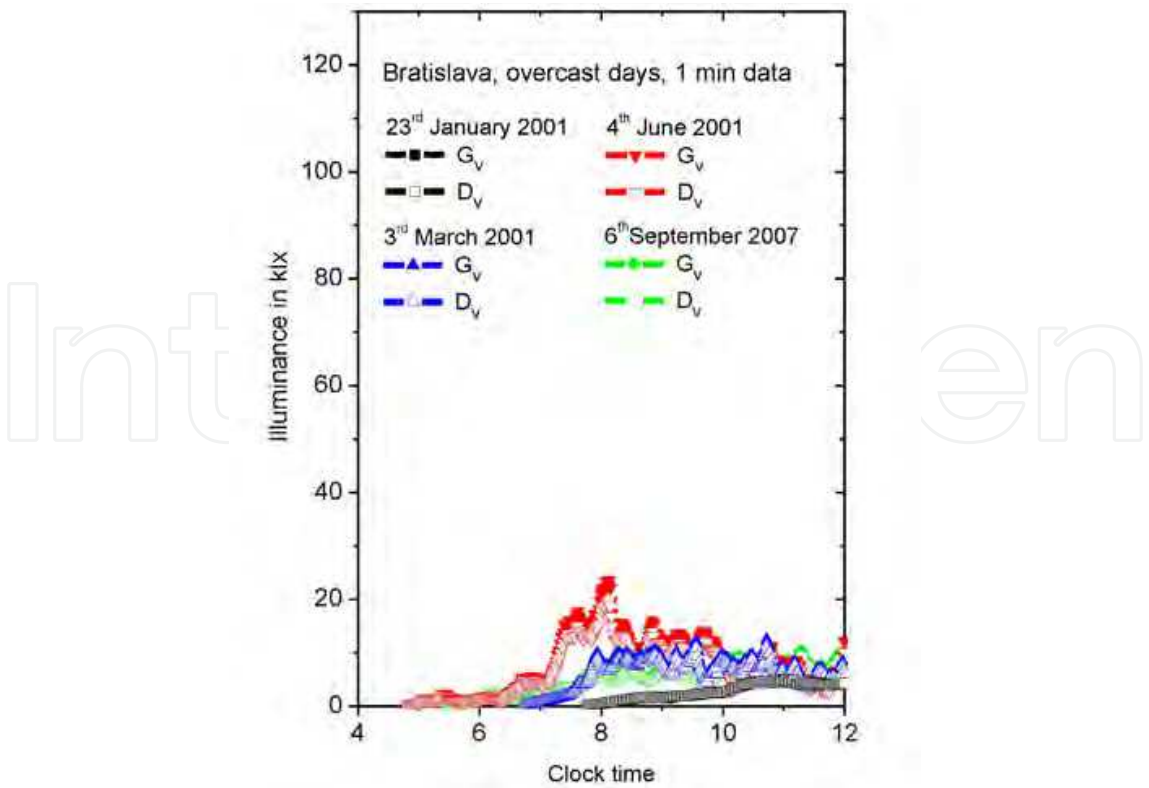 120
100
80
60
40
20
0
Illuminance in klx
Bratislava, overcast days, 1 min data
23rd January 2001
Gv
Dv
4th June 2001
Gv
Dv
3rd March 2001
Gv
Dv
6thSeptember 2007
Gv
Dv
4 6 8 10 12
Clock time
Int en